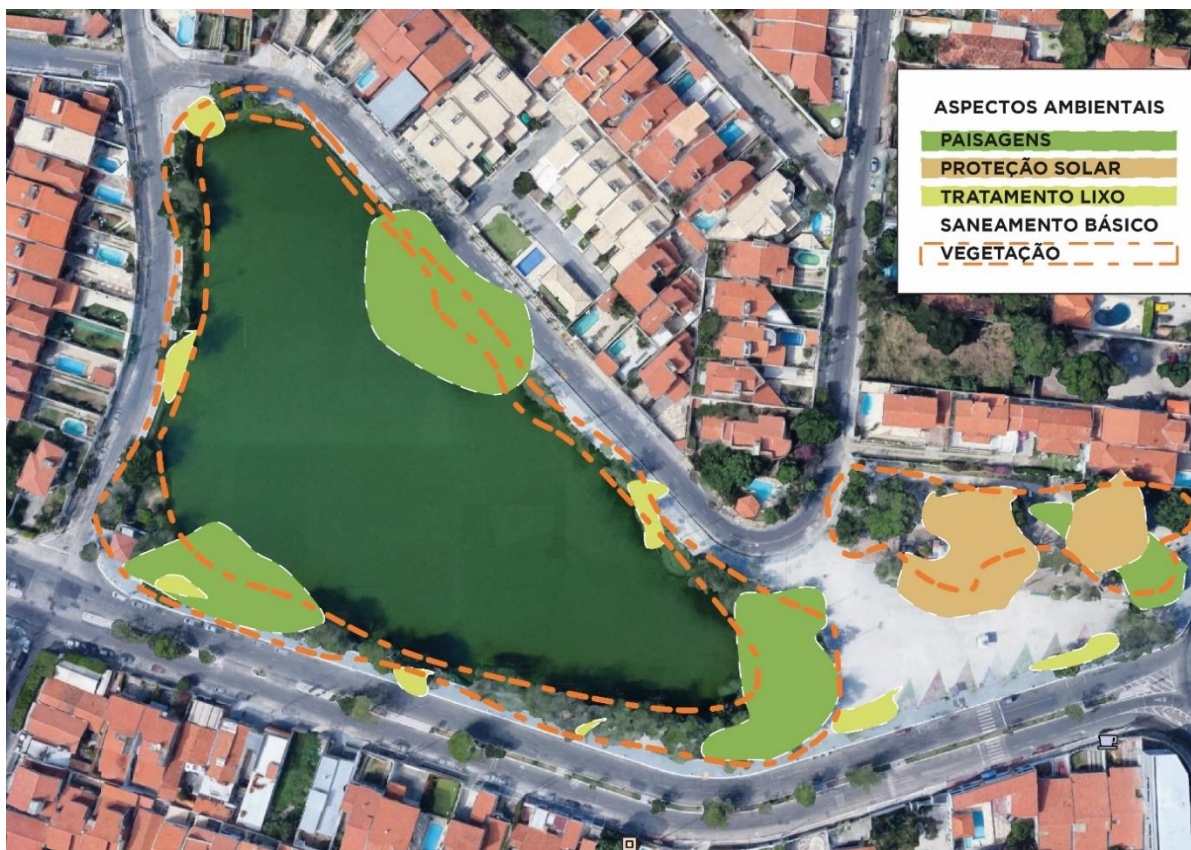 ASPECTOS AMBIENTAIS
PAISAGENS
PROTEÇÃO SOLAR
TRATAMENTO LIXO
SANEAMENTO BÁSICO
VEGETAÇÃO